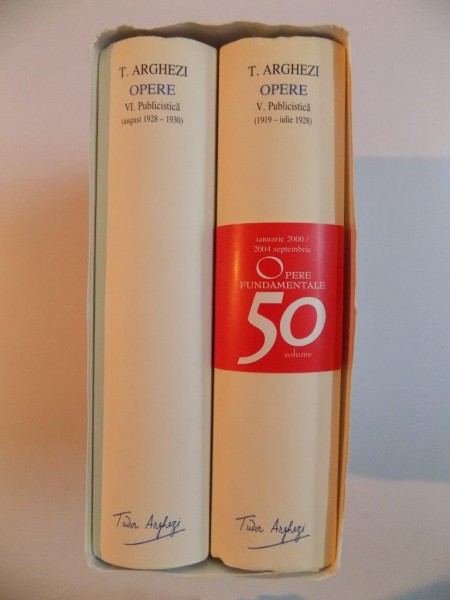 T. ARGHEZI
OPERE
VI. Publicistică
(august 1928 – 1930)
Tudor Arghezi
T. ARGHEZI
OPERE
V. Publicistică
(1919 – iulie 1928)
ianuarie 2000 /
2004 septembrie
OPERE
FUNDAMENTALE
50
volume
Tudor Arghezi